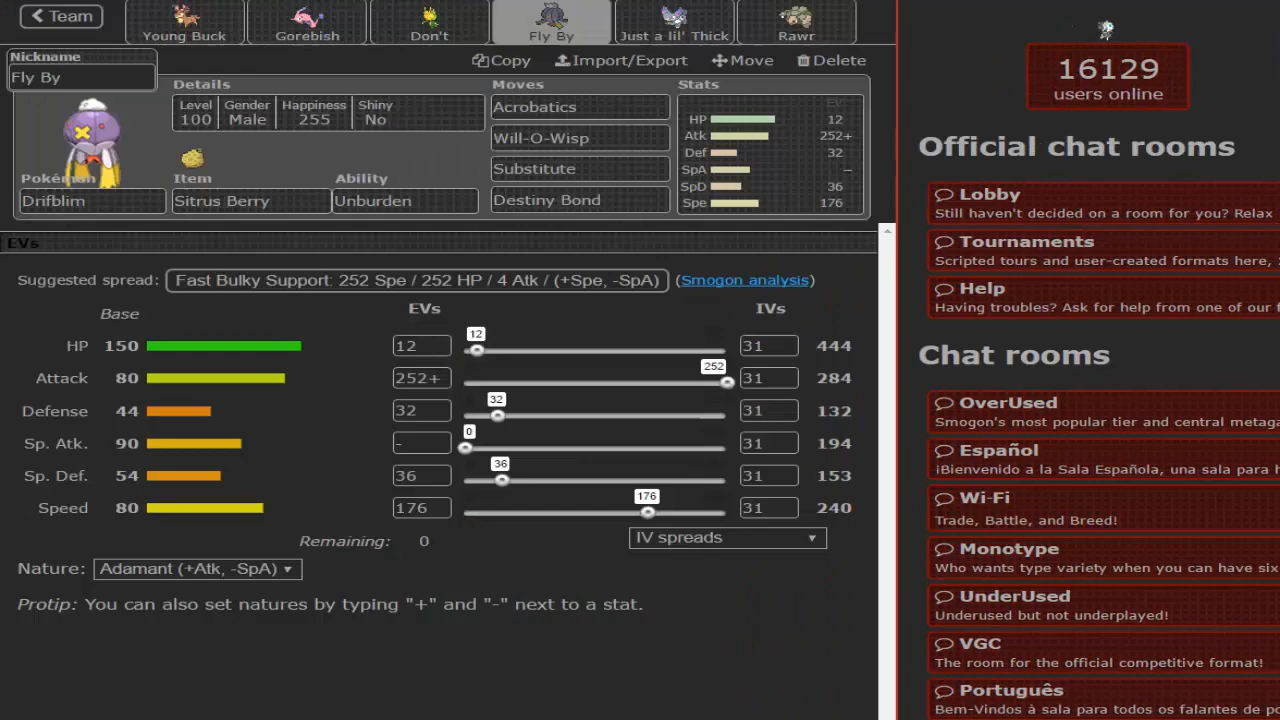 Team
Young Buck
Gorebish
Don't
Fly By
Just a lil' Thick
Rawr
Nickname
Fly By
Copy
Import/Export
Move
Delete
Details
Level
100
Gender
Male
Happiness
255
Shiny
No
Pokémon
Drifblim
Item
Sitrus Berry
Ability
Unburden
Moves
Acrobatics
Will-O-Wisp
Substitute
Destiny Bond
Stats
EV
HP 12
Atk 252+
Def 32
SpA –
SpD 36
Spe 176
EVs
Suggested spread: Fast Bulky Support: 252 Spe / 252 HP / 4 Atk / (+Spe, -SpA) (Smogon analysis)
Base EVs IVs
HP 150 12 12 31 444
Attack 80 252+ 252 31 284
Defense 44 32 32 31 132
Sp. Atk. 90 - 0 31 194
Sp. Def. 54 36 36 31 153
Speed 80 176 176 31 240
Remaining: 0
IV spreads
Nature: Adamant (+Atk, -SpA)
Protip: You can also set natures by typing "+" and "-" next to a stat.
16129
users online
Official chat rooms
Lobby
Still haven't decided on a room for you? Relax
Tournaments
Scripted tours and user-created formats here,
Help
Having troubles? Ask for help from one of our f
Chat rooms
OverUsed
Smogon's most popular tier and central metaga
Español
¡Bienvenido a la Sala Española, una sala para h
Wi-Fi
Trade, Battle, and Breed!
Monotype
Who wants type variety when you can have six
UnderUsed
Underused but not underplayed!
VGC
The room for the official competitive format!
Português
Bem-Vindos à sala para todos os falantes de po